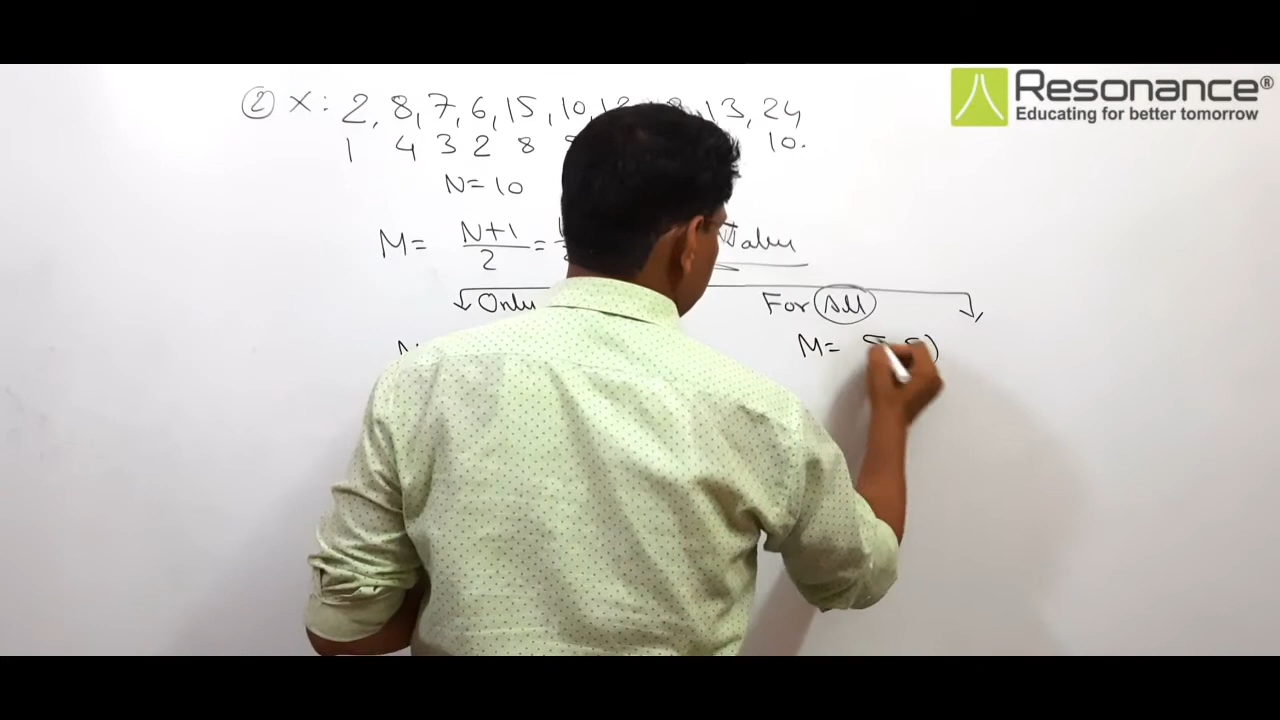 Resonance®
Educating for better tomorrow
② X: 2, 8, 7, 6, 15, 10, 13, 24
1 4 3 2 8 10.
N = 10
M = N+1/2 = Value
Only For All
M =